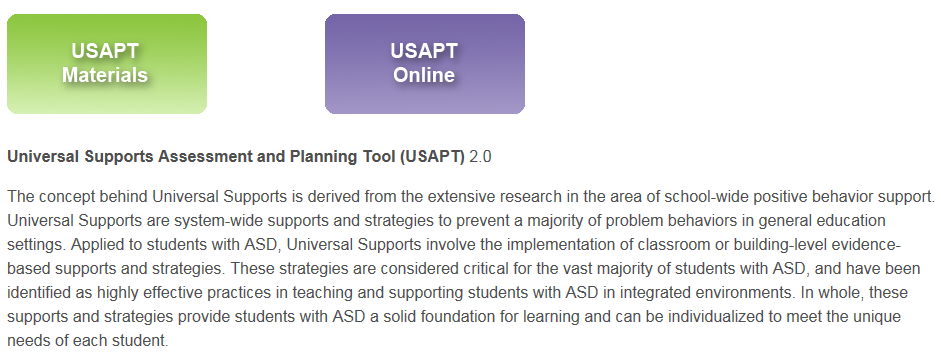 USAPT
Materials
USAPT
Online
Universal Supports Assessment and Planning Tool (USAPT) 2.0
The concept behind Universal Supports is derived from the extensive research in the area of school-wide positive behavior support.
Universal Supports are system-wide supports and strategies to prevent a majority of problem behaviors in general education
settings. Applied to students with ASD, Universal Supports involve the implementation of classroom or building-level evidence-
based supports and strategies. These strategies are considered critical for the vast majority of students with ASD, and have been
identified as highly effective practices in teaching and supporting students with ASD in integrated environments. In whole, these
supports and strategies provide students with ASD a solid foundation for learning and can be individualized to meet the unique
needs of each student.